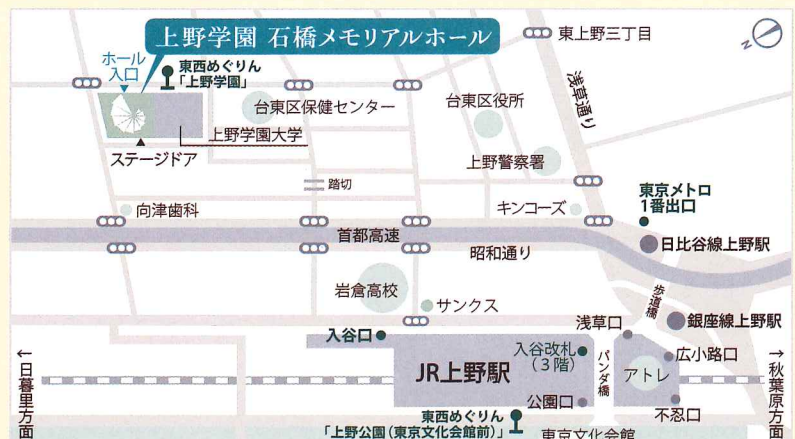 上野学園 石橋メモリアルホール
東上野三丁目
N
ホール
入口
東西めぐりん
「上野学園」
浅草通り
台東区保健センター
台東区役所
上野学園大学
ステージドア
上野警察署
踏切
東京メトロ
1番出口
向津歯科
キンコーズ
首都高速
昭和通り
日比谷線上野駅
岩倉高校
サンクス
歩道橋
浅草口
銀座線上野駅
入谷口
入谷改札
(3階)
パンダ橋
広小路口
JR上野駅
アトレ
←日暮里方面
→秋葉原方面
公園口
不忍口
東西めぐりん
「上野公園(東京文化会館前)」
東京文化会館